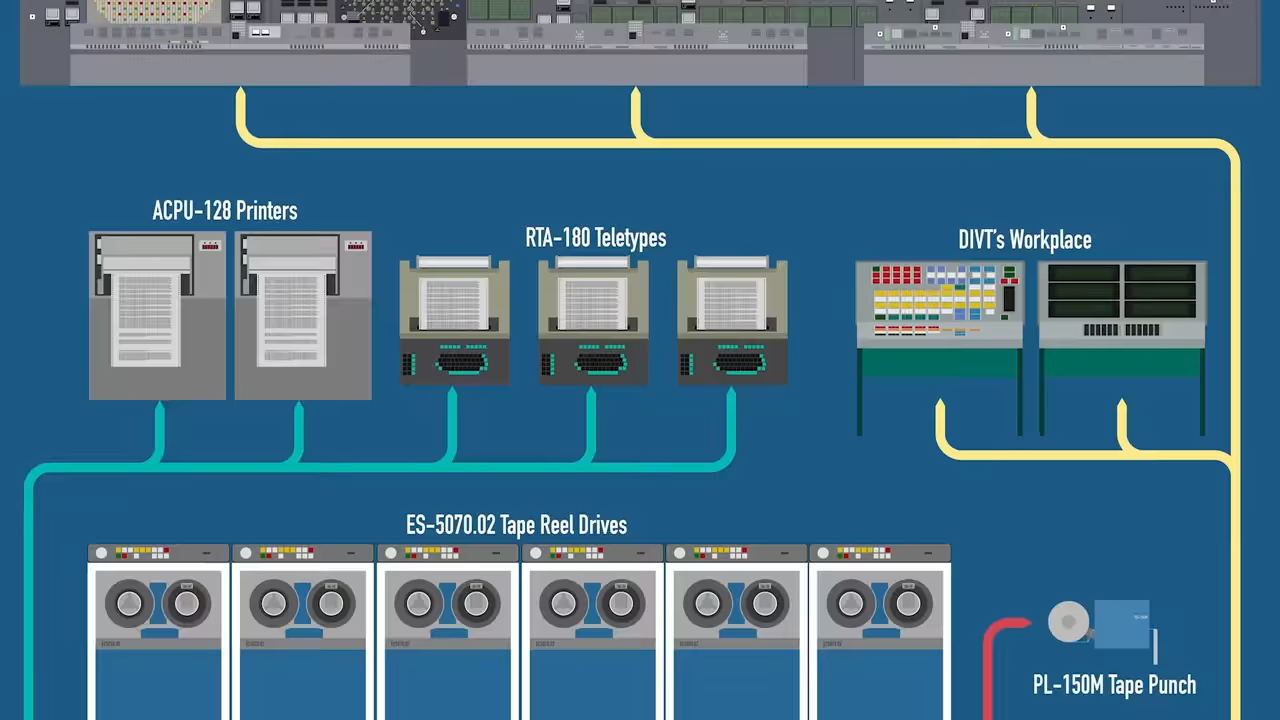 ACPU-128 Printers
RTA-180 Teletypes
DIVT's Workplace
ES-5070.02 Tape Reel Drives
PL-150M Tape Punch